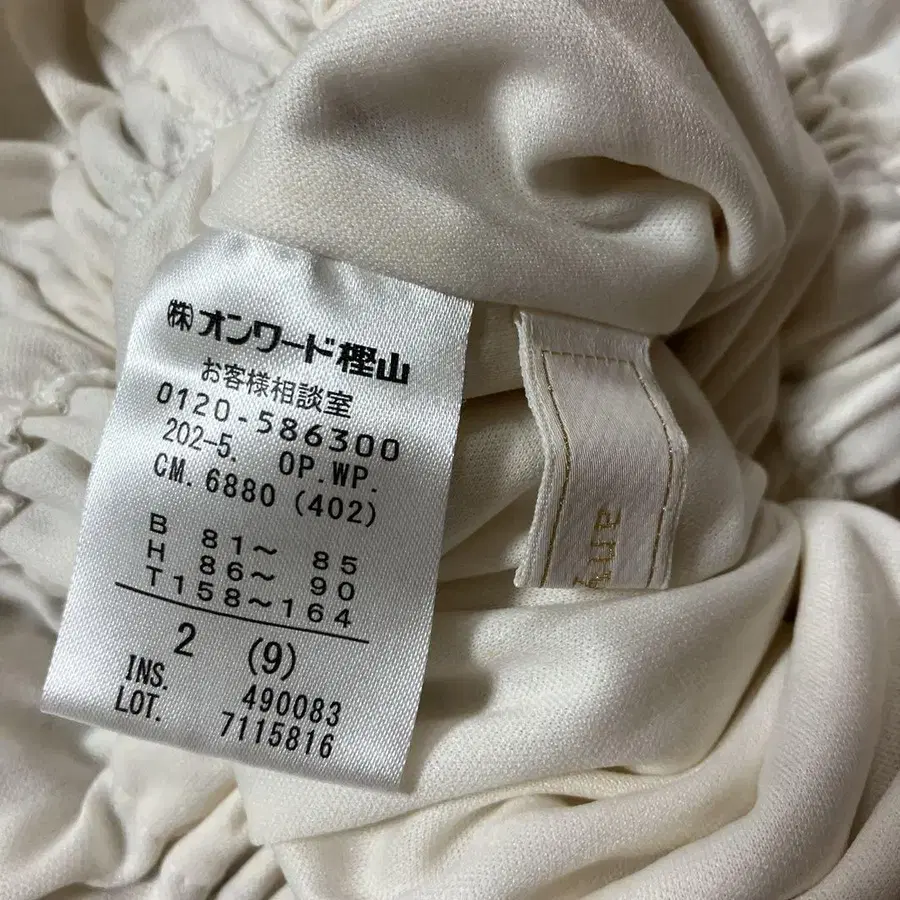 ㈱オンワード樫山
お客様相談室
0120-586300
202-5. OP.WP.
CM.6880(402)
B 81～ 85
H 86～ 90
T158～164
2 (9)
INS. 490083
LOT. 7115816
any